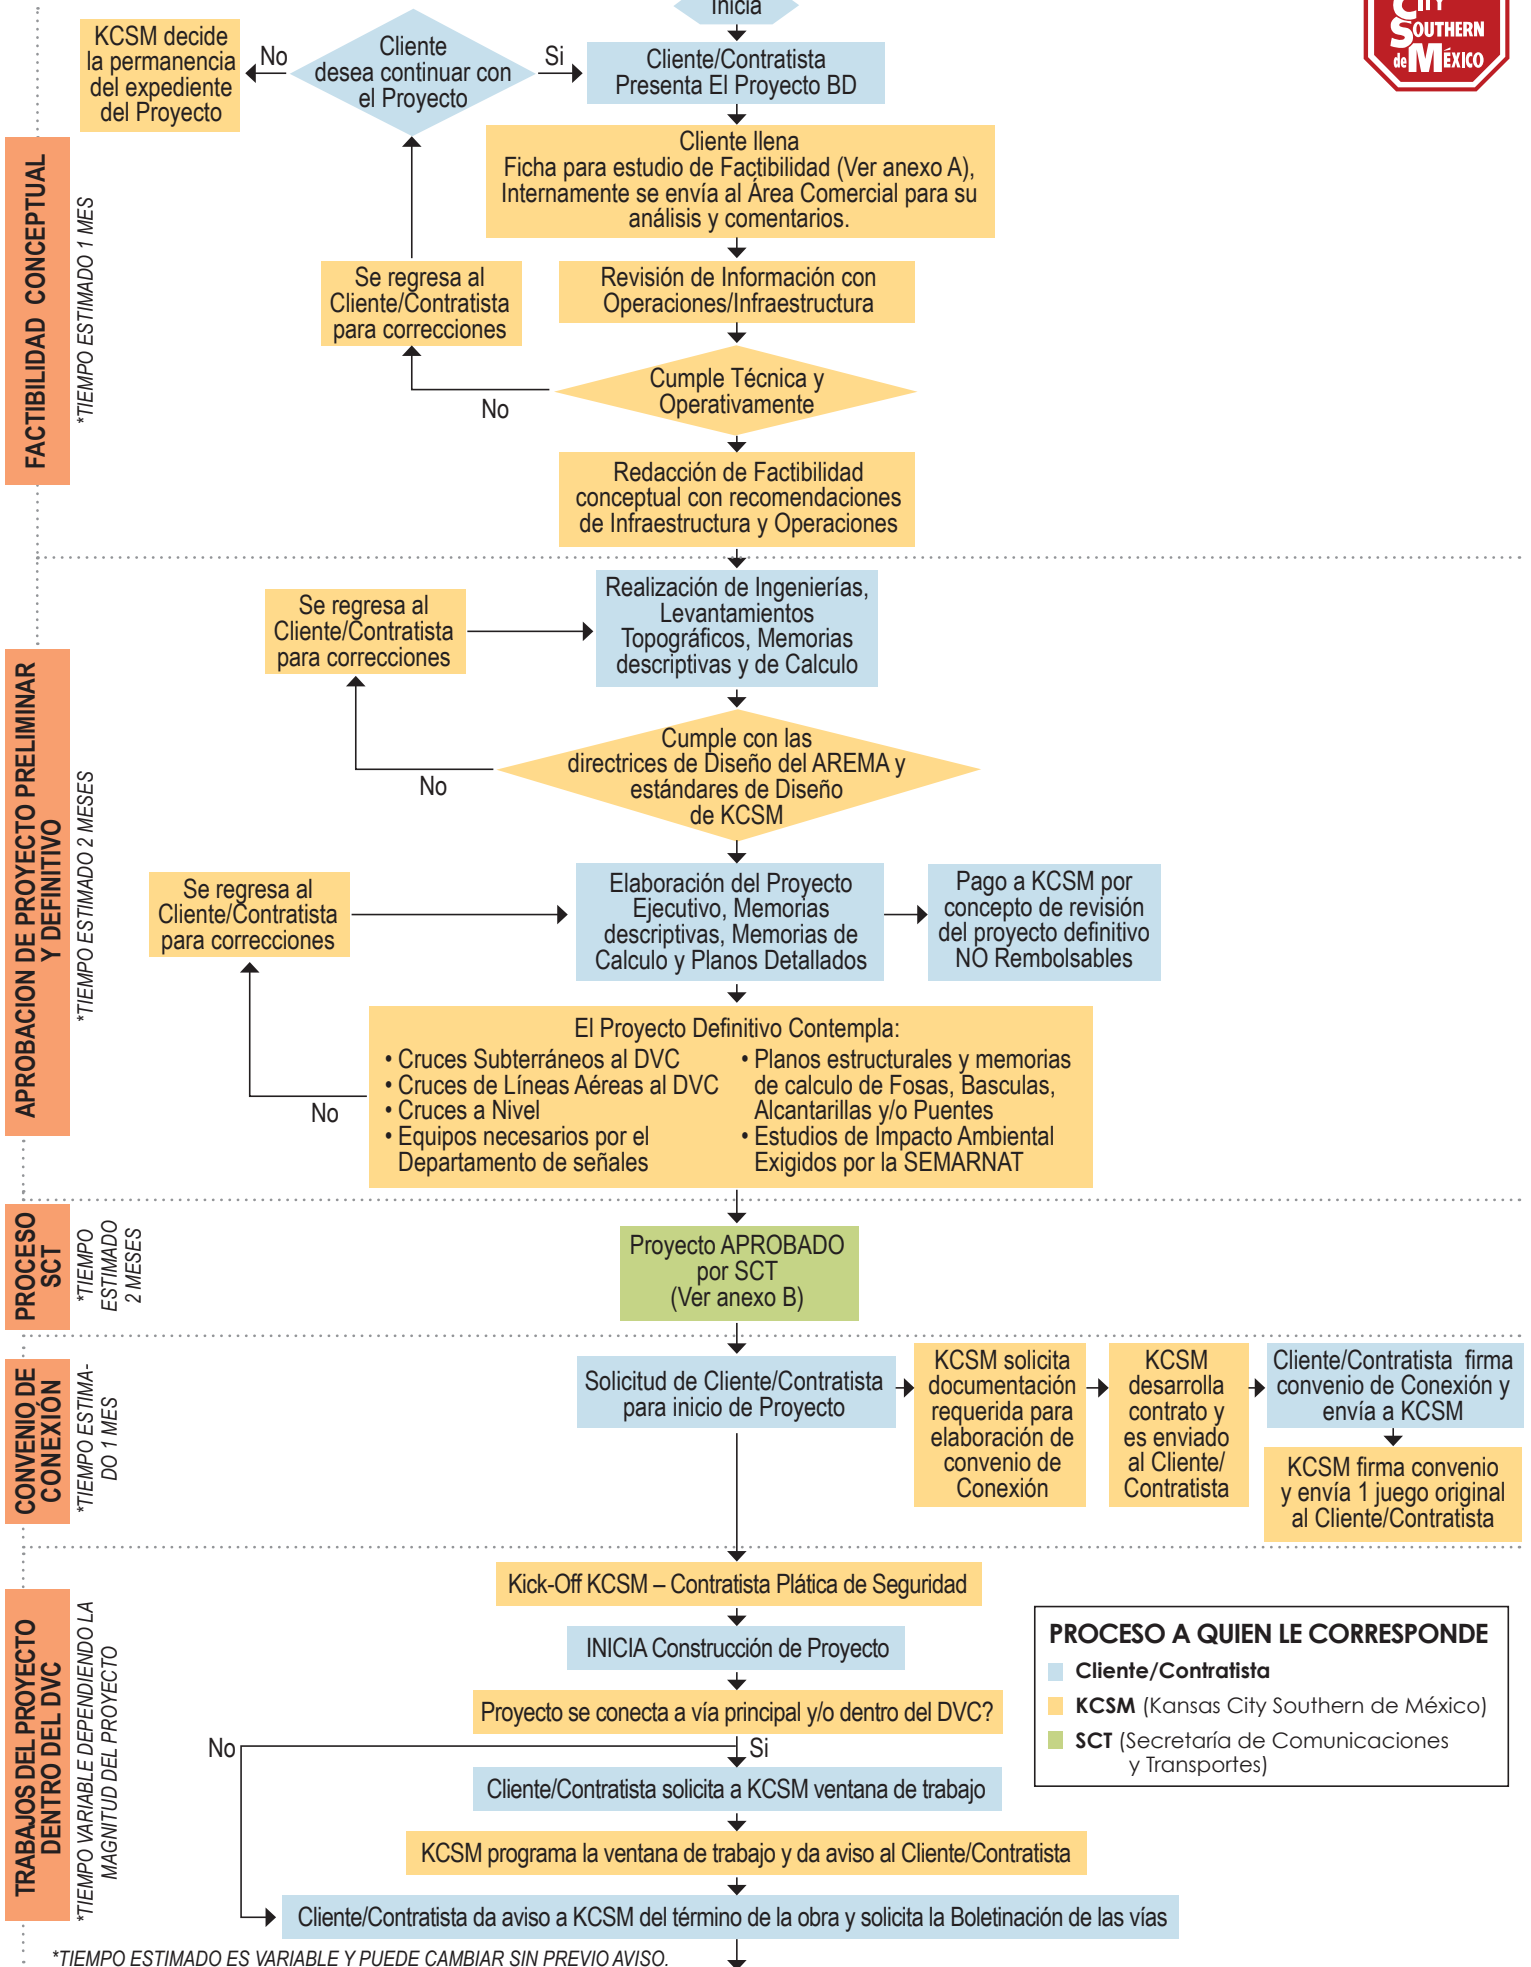 Inicia
CITY
SOUTHERN
de MÉXICO
KCSM decide
la permanencia
del expediente
del Proyecto
No
Cliente
desea continuar con
el Proyecto
Si
Cliente/Contratista
Presenta El Proyecto BD
FACTIBILIDAD CONCEPTUAL
*TIEMPO ESTIMADO 1 MES
Cliente llena
Ficha para estudio de Factibilidad (Ver anexo A),
Internamente se envía al Área Comercial para su
análisis y comentarios.
Se regresa al
Cliente/Contratista
para correcciones
Revisión de Información con
Operaciones/Infraestructura
Cumple Técnica y
Operativamente
No
Redacción de Factibilidad
conceptual con recomendaciones
de Infraestructura y Operaciones
APROBACION DE PROYECTO PRELIMINAR
Y DEFINITIVO
*TIEMPO ESTIMADO 2 MESES
Se regresa al
Cliente/Contratista
para correcciones
Realización de Ingenierías,
Levantamientos
Topográficos, Memorias
descriptivas y de Calculo
Cumple con las
directrices de Diseño del AREMA y
estándares de Diseño
de KCSM
No
Se regresa al
Cliente/Contratista
para correcciones
Elaboración del Proyecto
Ejecutivo, Memorias
descriptivas, Memorias de
Calculo y Planos Detallados
Pago a KCSM por
concepto de revisión
del proyecto definitivo
NO Rembolsables
El Proyecto Definitivo Contempla:
• Cruces Subterráneos al DVC
• Cruces de Líneas Aéreas al DVC
• Cruces a Nivel
• Equipos necesarios por el
Departamento de señales
• Planos estructurales y memorias
de calculo de Fosas, Basculas,
Alcantarillas y/o Puentes
• Estudios de Impacto Ambiental
Exigidos por la SEMARNAT
No
PROCESO
SCT
*TIEMPO
ESTIMADO
2 MESES
Proyecto APROBADO
por SCT
(Ver anexo B)
CONVENIO DE
CONEXIÓN
*TIEMPO ESTIMA-
DO 1 MES
Solicitud de Cliente/Contratista
para inicio de Proyecto
KCSM solicita
documentación
requerida para
elaboración de
convenio de
Conexión
KCSM
desarrolla
contrato y
es enviado
al Cliente/
Contratista
Cliente/Contratista firma
convenio de Conexión y
envía a KCSM
KCSM firma convenio
y envía 1 juego original
al Cliente/Contratista
TRABAJOS DEL PROYECTO
DENTRO DEL DVC
*TIEMPO VARIABLE DEPENDIENDO LA
MAGNITUD DEL PROYECTO
Kick-Off KCSM – Contratista Plática de Seguridad
INICIA Construcción de Proyecto
Proyecto se conecta a vía principal y/o dentro del DVC?
No
Si
Cliente/Contratista solicita a KCSM ventana de trabajo
KCSM programa la ventana de trabajo y da aviso al Cliente/Contratista
Cliente/Contratista da aviso a KCSM del término de la obra y solicita la Boletinación de las vías
PROCESO A QUIEN LE CORRESPONDE
Cliente/Contratista
KCSM (Kansas City Southern de México)
SCT (Secretaría de Comunicaciones
y Transportes)
*TIEMPO ESTIMADO ES VARIABLE Y PUEDE CAMBIAR SIN PREVIO AVISO.